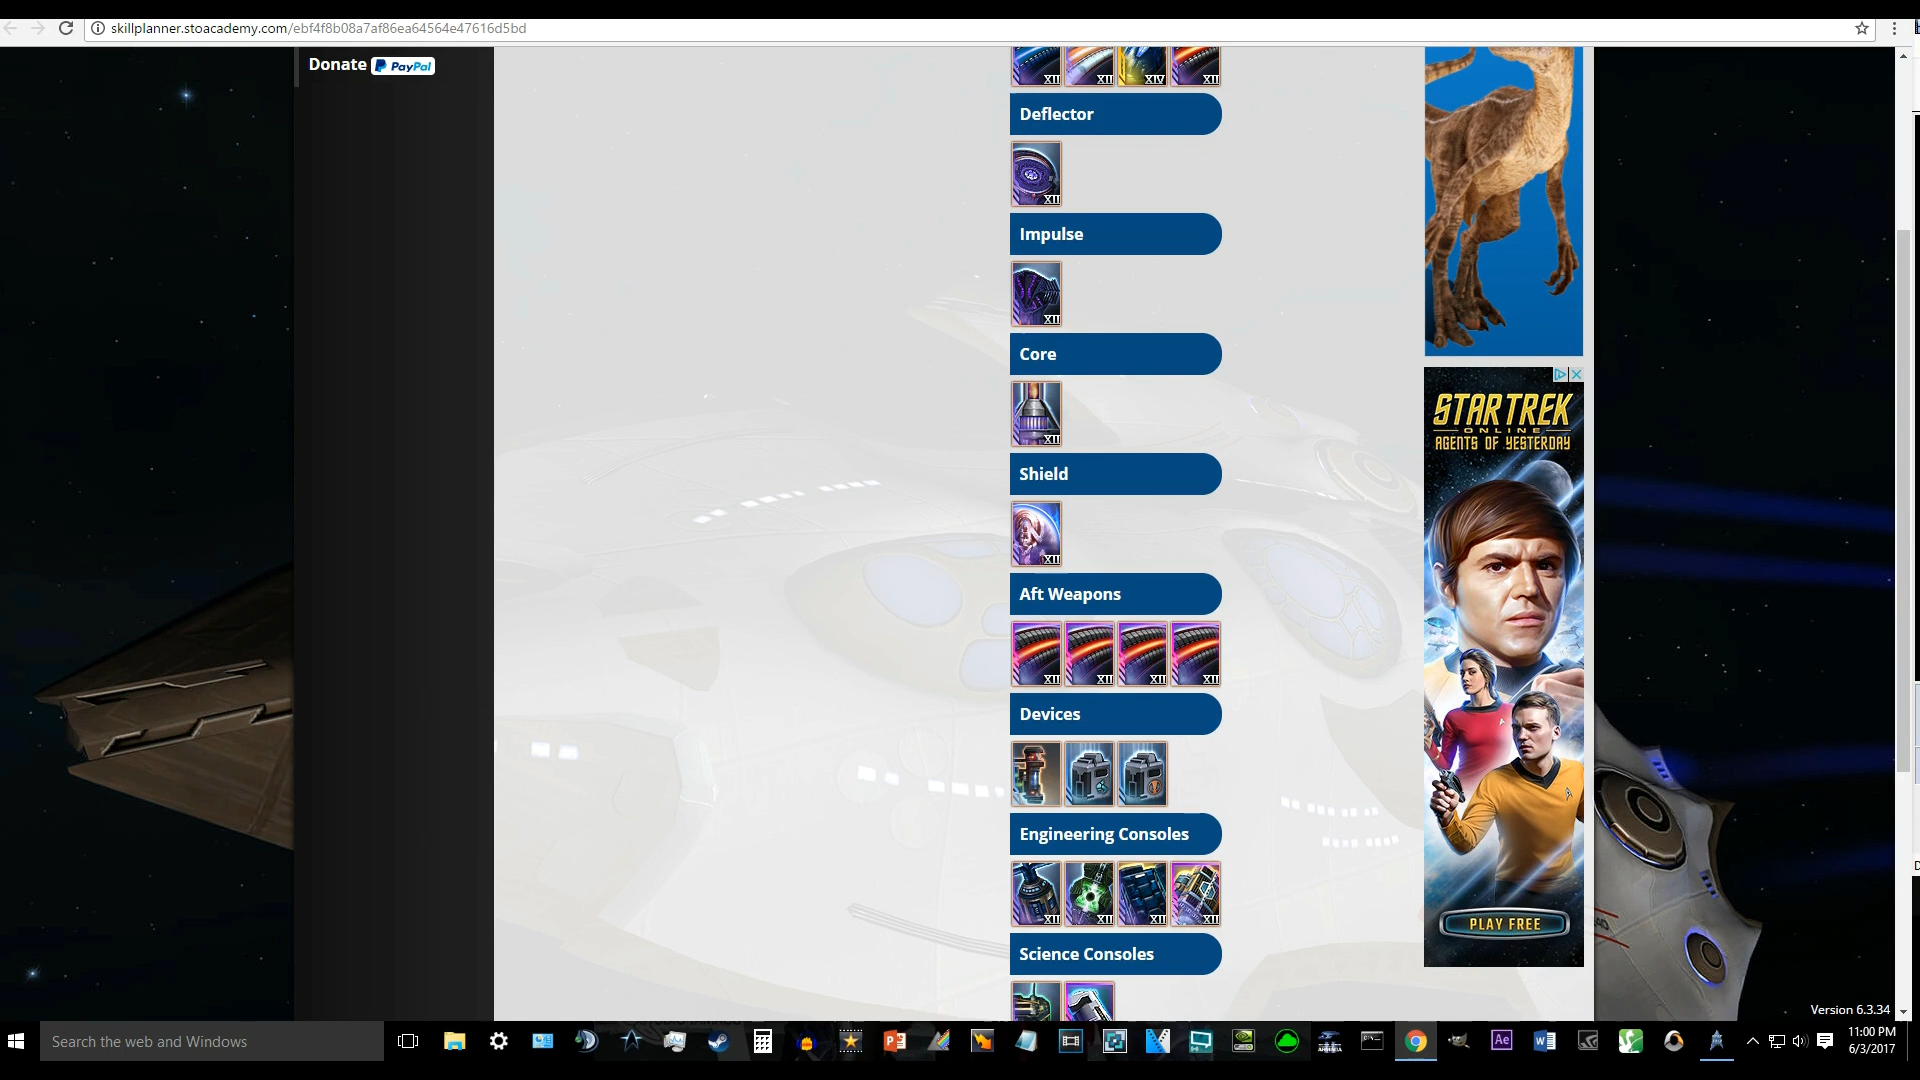 skillplanner.stoacademy.com/ebf4f8b08a7af86ea64564e47616d5bd
Donate PayPal
XII XII XIV XII
Deflector
XII
Impulse
XII
Core
XII
Shield
XII
Aft Weapons
XII XII XII XII
Devices
Engineering Consoles
XII XII XII XII
Science Consoles
STAR TREK
ONLINE
AGENTS OF YESTERDAY
PLAY FREE
Version 6.3.34
Search the web and Windows
11:00 PM
6/3/2017